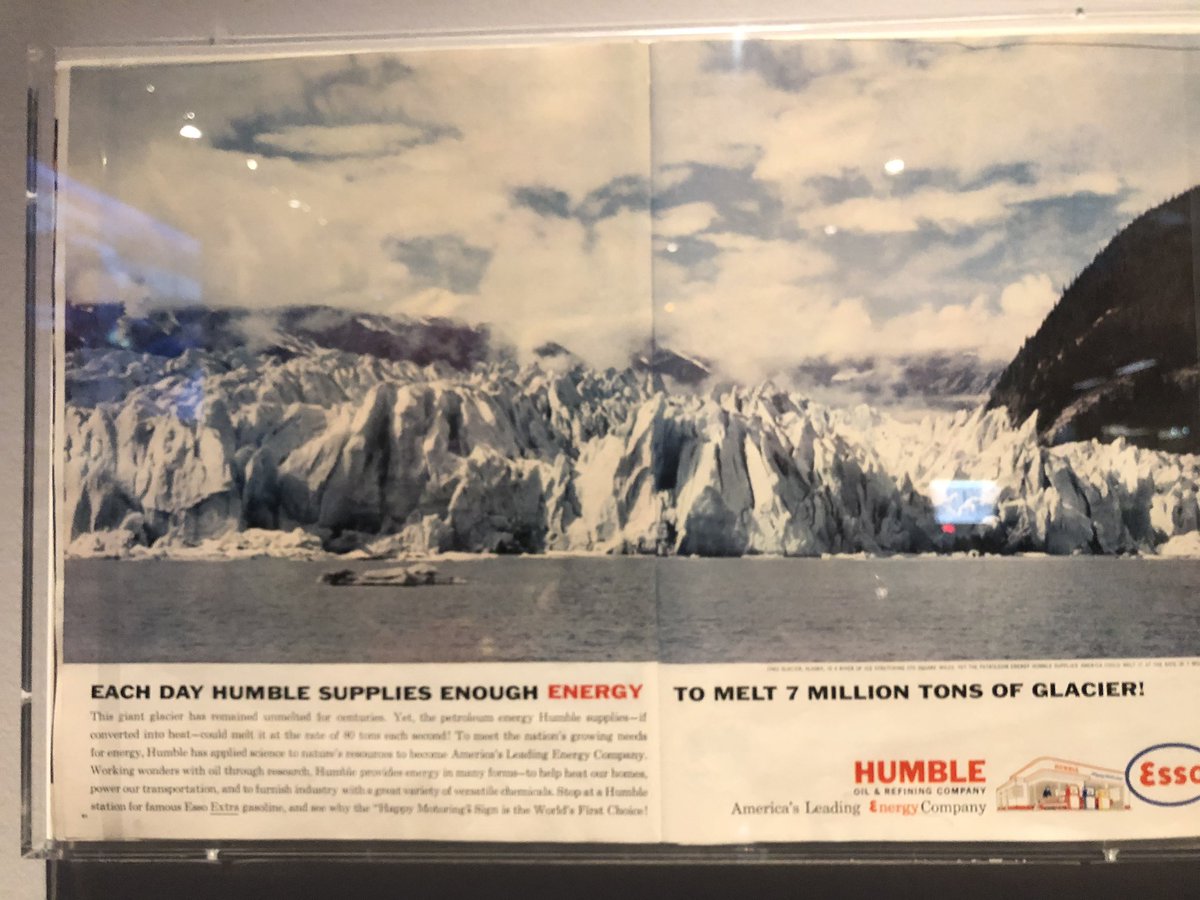 EACH DAY HUMBLE SUPPLIES ENOUGH ENERGY TO MELT 7 MILLION TONS OF GLACIER!
This giant glacier has remained unmelted for centuries. Yet, the petroleum energy Humble supplies—if
converted into heat—could melt it at the rate of 80 tons each second! To meet the nation's growing needs
for energy, Humble has applied science to nature's resources to become America's Leading Energy Company.
Working wonders with oil through research, Humble provides energy in many forms—to help heat our homes,
power our transportation, and to furnish industry with a great variety of versatile chemicals. Stop at a Humble
station for famous Esso Extra gasoline, and see why the "Happy Motoring" Sign is the World's First Choice!
HUMBLE
OIL & REFINING COMPANY
America's Leading Energy Company
HUMBLE
Esso